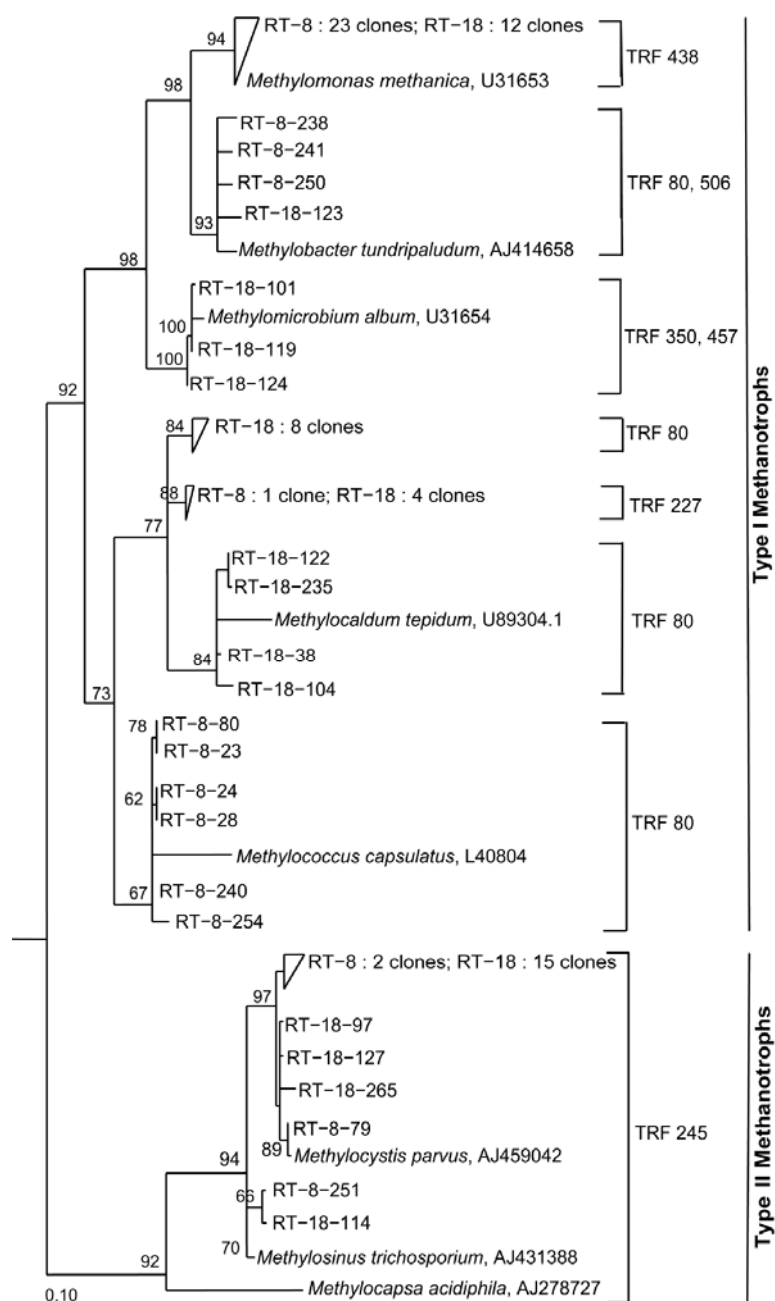 RT-8 : 23 clones; RT-18 : 12 clones
94
TRF 438
Methylomonas methanica, U31653
98
RT-8-238
RT-8-241
RT-8-250
TRF 80, 506
RT-18-123
93
Methylobacter tundripaludum, AJ414658
98
RT-18-101
Methylomicrobium album, U31654
100
RT-18-119
TRF 350, 457
100
RT-18-124
92
84
RT-18 : 8 clones
TRF 80
88
RT-8 : 1 clone; RT-18 : 4 clones
TRF 227
77
RT-18-122
RT-18-235
Methylocaldum tepidum, U89304.1
TRF 80
84
RT-18-38
RT-18-104
73
78
RT-8-80
RT-8-23
RT-8-24
62
RT-8-28
TRF 80
Methylococcus capsulatus, L40804
67
RT-8-240
RT-8-254
Type I Methanotrophs
RT-8 : 2 clones; RT-18 : 15 clones
97
RT-18-97
RT-18-127
RT-18-265
RT-8-79
TRF 245
89
Methylocystis parvus, AJ459042
94
RT-8-251
66
RT-18-114
70
Methylosinus trichosporium, AJ431388
92
Methylocapsa acidiphila, AJ278727
0.10
Type II Methanotrophs